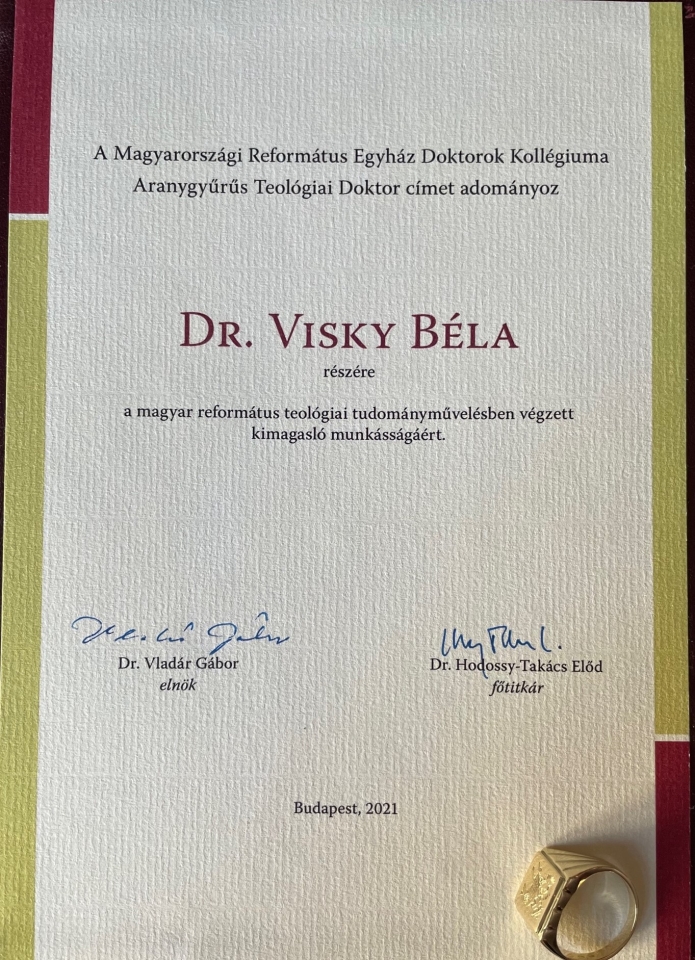 A Magyarországi Református Egyház Doktorok Kollégiuma
Aranygyűrűs Teológiai Doktor címet adományoz
Dr. Visky Béla
részére
a magyar református teológiai tudományművelésben végzett
kimagasló munkásságáért.
Dr. Vladár Gábor
elnök
Dr. Hodossy-Takács Előd
főtitkár
Budapest, 2021